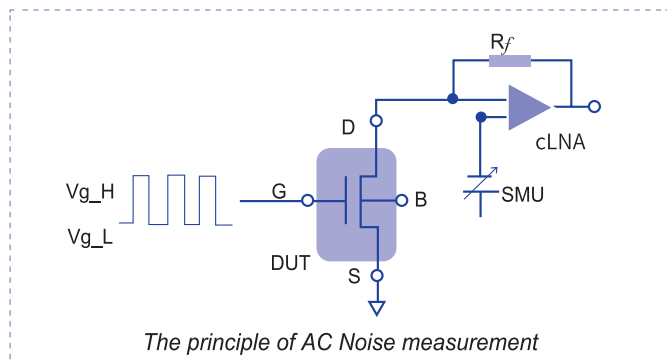 Rf
D
cLNA
Vg_H
G
B
SMU
Vg_L
DUT
S
The principle of AC Noise measurement